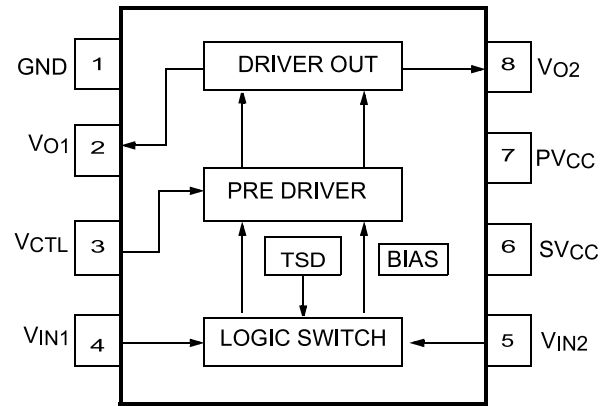 GND 1 DRIVER OUT 8 VO2
VO1 2 7 PVCC
PRE DRIVER
VCTL 3 6 SVCC
TSD BIAS
VIN1 4 LOGIC SWITCH 5 VIN2